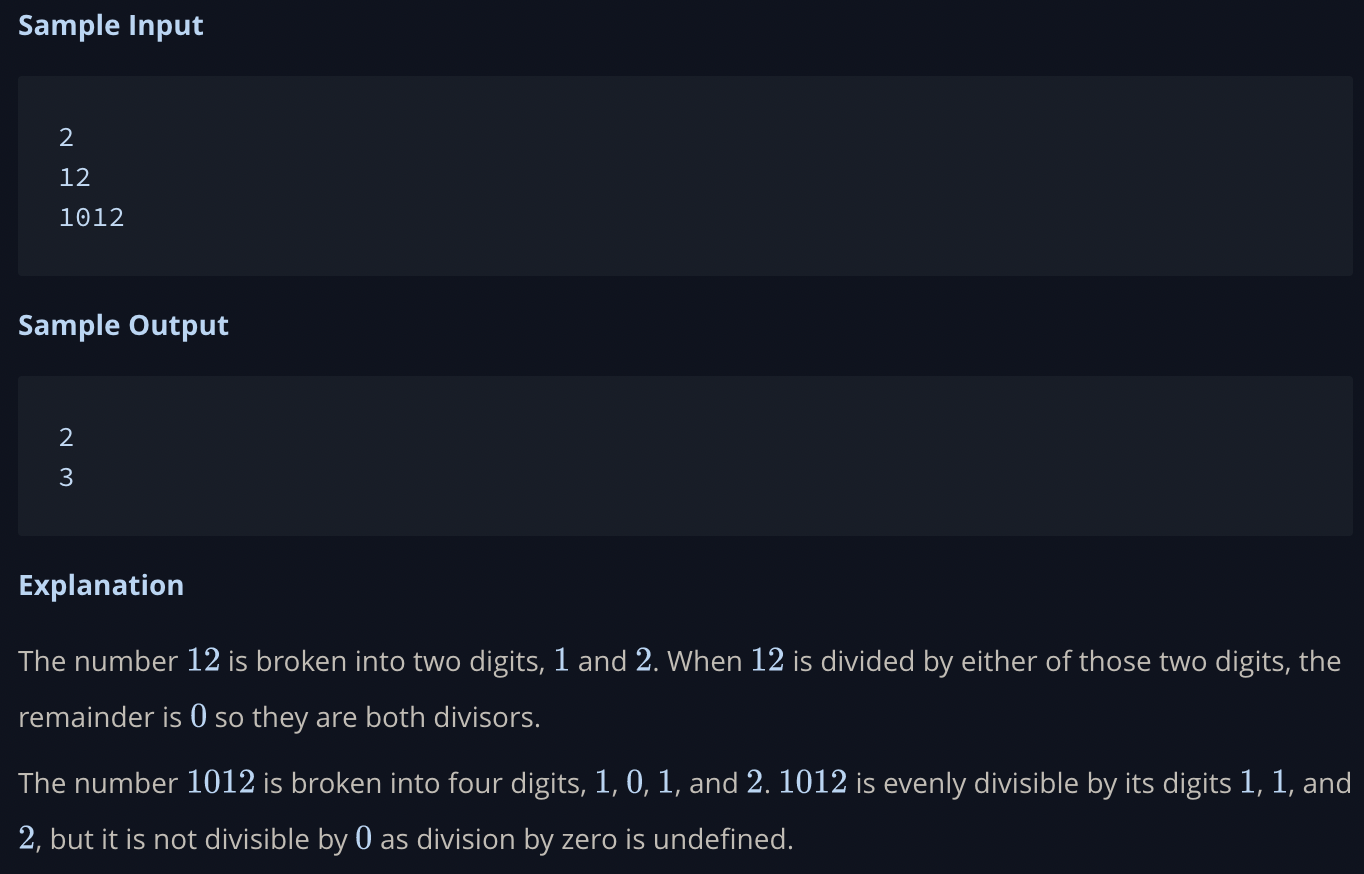 Sample Input
2
12
1012
Sample Output
2
3
Explanation
The number 12 is broken into two digits, 1 and 2. When 12 is divided by either of those two digits, the
remainder is 0 so they are both divisors.
The number 1012 is broken into four digits, 1, 0, 1, and 2. 1012 is evenly divisible by its digits 1, 1, and
2, but it is not divisible by 0 as division by zero is undefined.